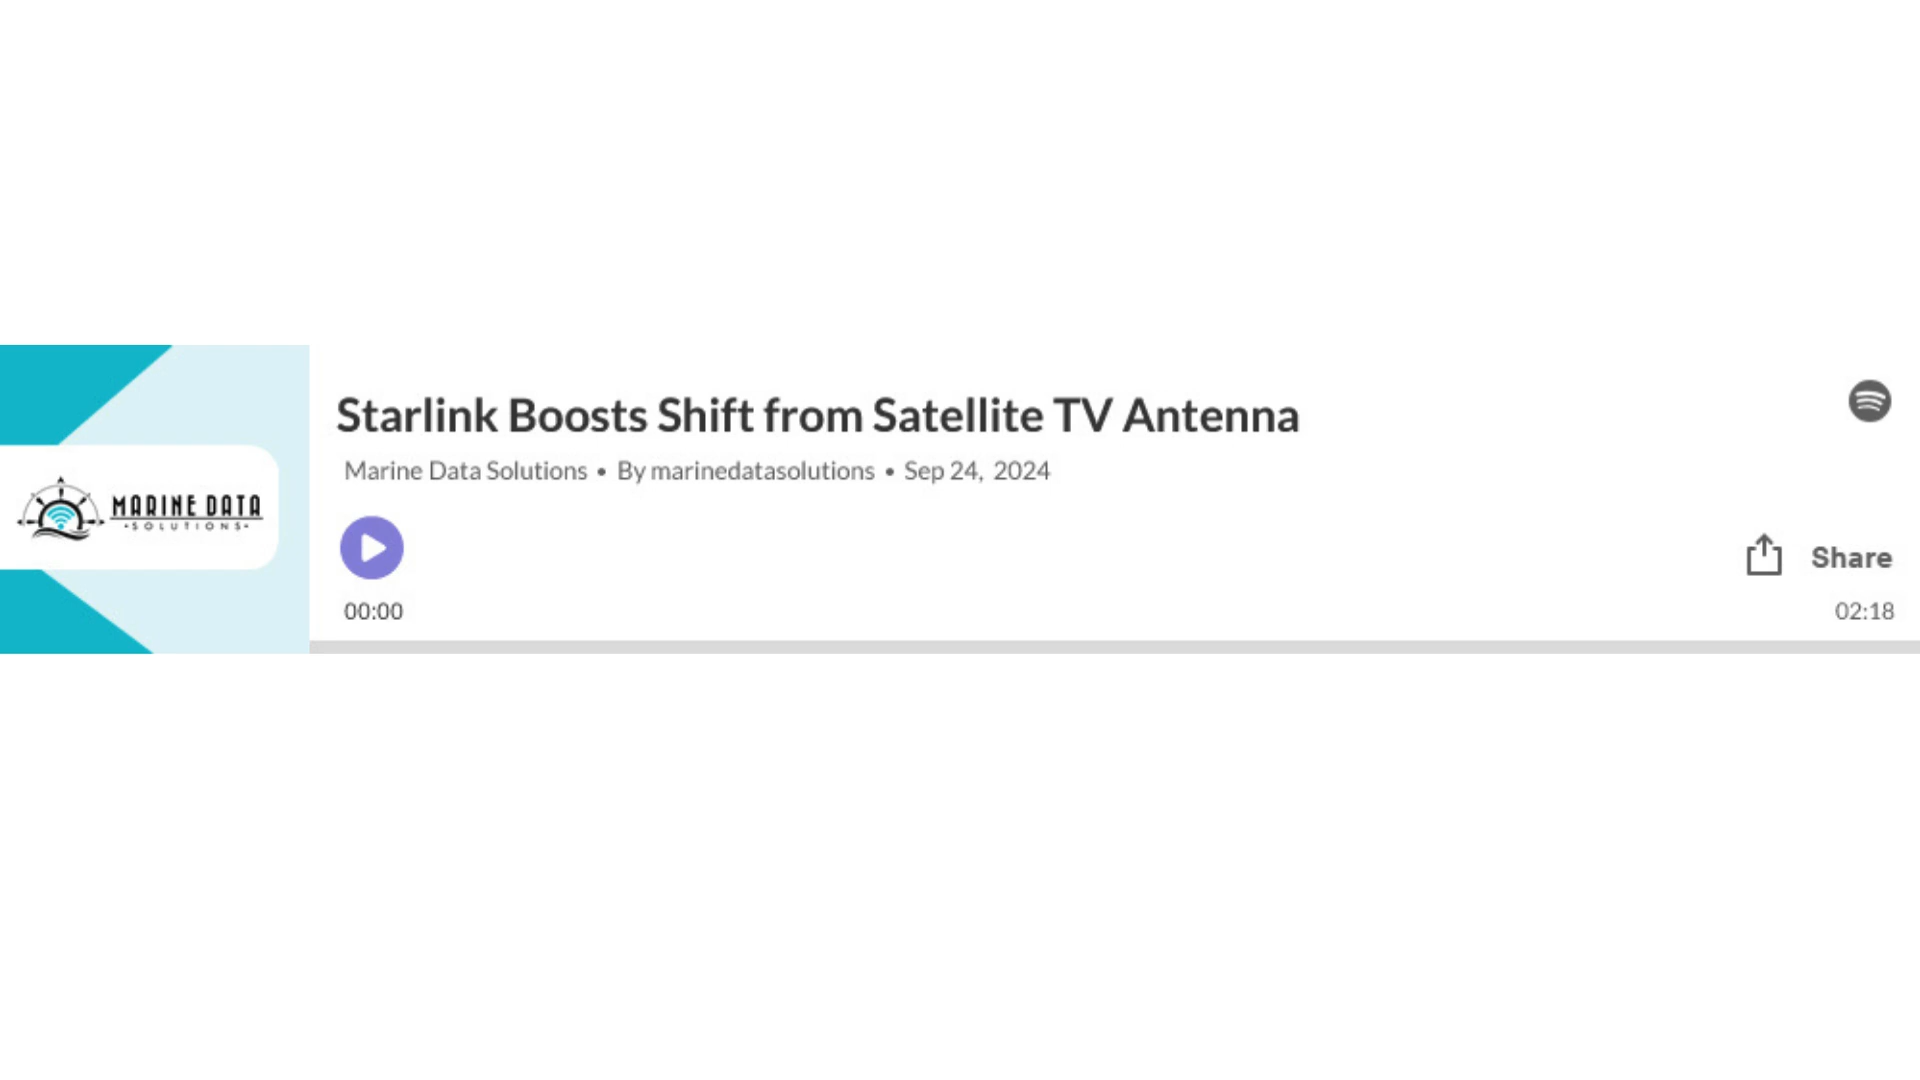 Starlink Boosts Shift from Satellite TV Antenna
Marine Data Solutions • By marinedatasolutions • Sep 24, 2024
MARINE DATA
•SOLUTIONS•
Share
00:00
02:18